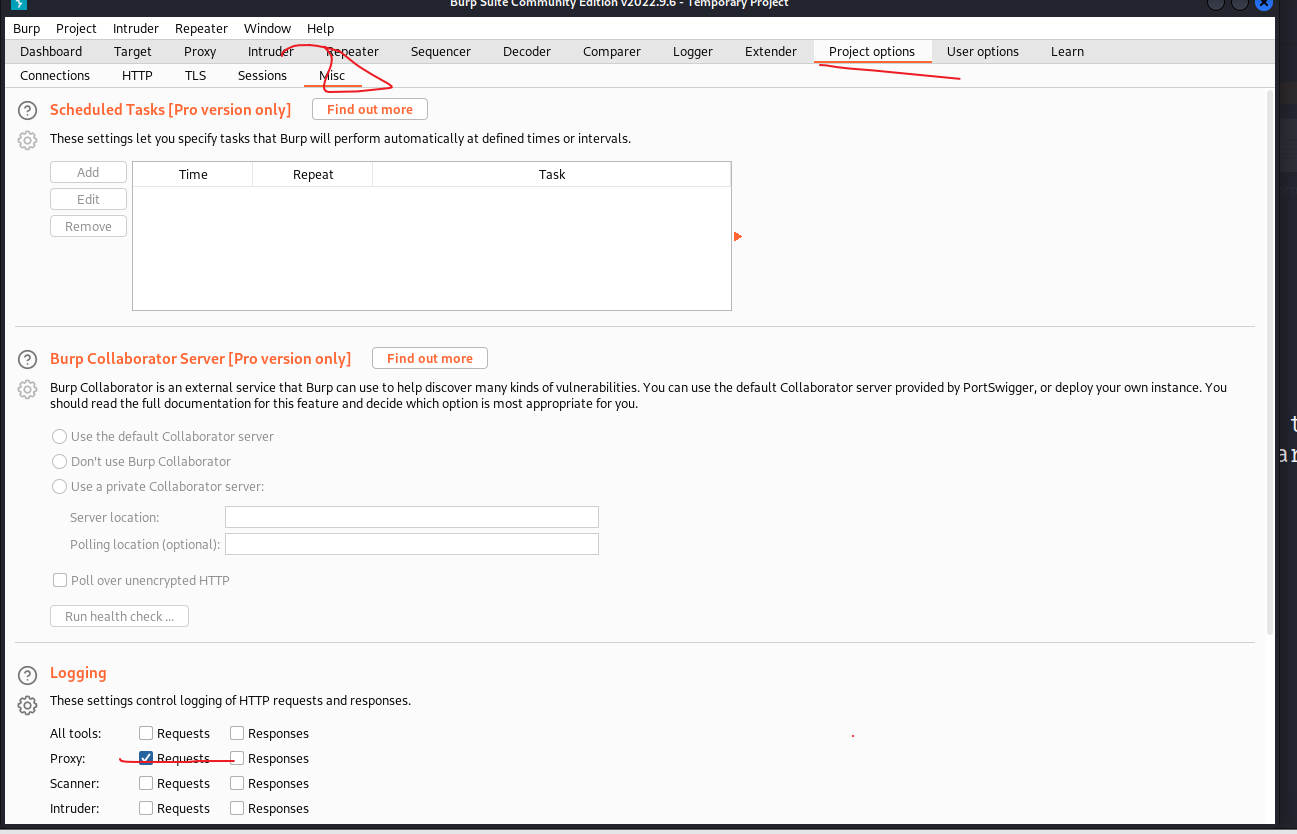 Burp Suite Community Edition v2022.9.6 - Temporary Project
Burp Project Intruder Repeater Window Help
Dashboard Target Proxy Intruder Repeater Sequencer Decoder Comparer Logger Extender Project options User options Learn
Connections HTTP TLS Sessions Misc
Scheduled Tasks [Pro version only] Find out more
These settings let you specify tasks that Burp will perform automatically at defined times or intervals.
Add
Edit
Remove
Time Repeat Task
Burp Collaborator Server [Pro version only] Find out more
Burp Collaborator is an external service that Burp can use to help discover many kinds of vulnerabilities. You can use the default Collaborator server provided by PortSwigger, or deploy your own instance. You
should read the full documentation for this feature and decide which option is most appropriate for you.
Use the default Collaborator server
Don't use Burp Collaborator
Use a private Collaborator server:
Server location:
Polling location (optional):
Poll over unencrypted HTTP
Run health check ...
Logging
These settings control logging of HTTP requests and responses.
All tools: Requests Responses
Proxy: Requests Responses
Scanner: Requests Responses
Intruder: Requests Responses